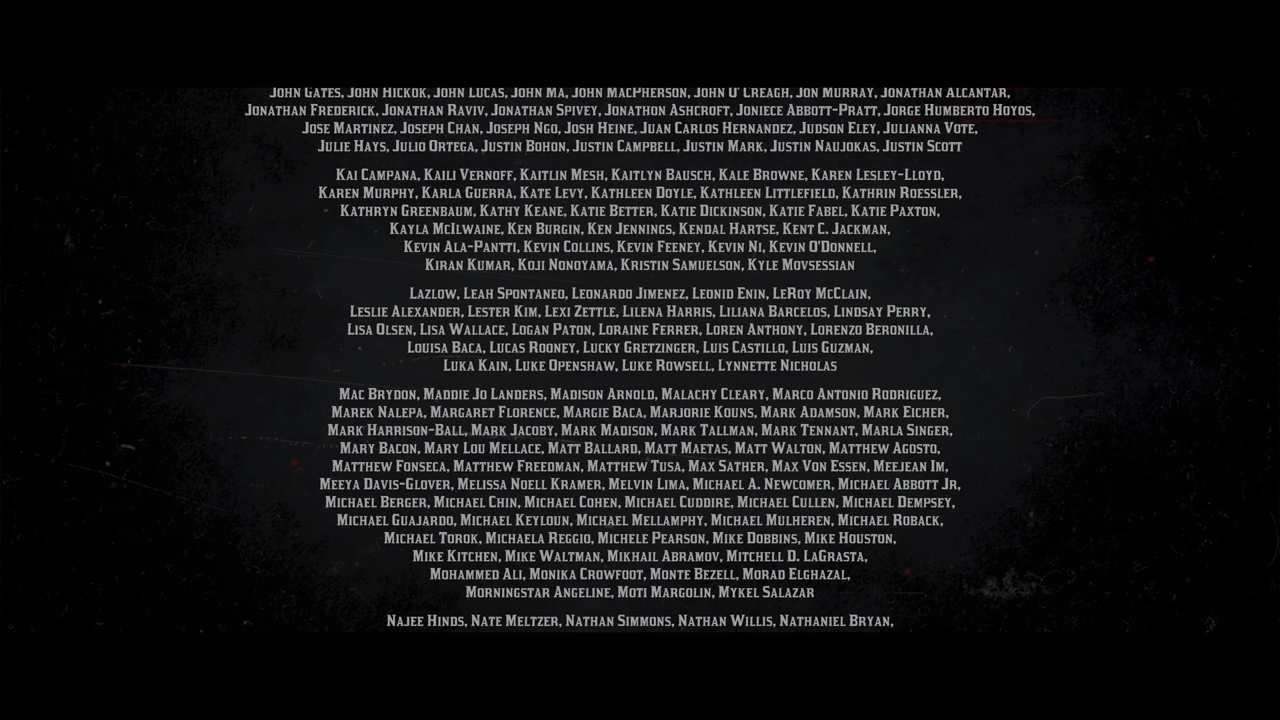 John Gates, John Hickok, John Lucas, John Ma, John MacPherson, John O'Creagh, Jon Murray, Jonathan Alcantar,
Jonathan Frederick, Jonathan Raviv, Jonathan Spivey, Jonathon Ashcroft, Joniece Abbott-Pratt, Jorge Humberto Hoyos,
Jose Martinez, Joseph Chan, Joseph Ngo, Josh Heine, Juan Carlos Hernandez, Judson Eley, Julianna Vote,
Julie Hays, Julio Ortega, Justin Bohon, Justin Campbell, Justin Mark, Justin Naujokas, Justin Scott
Kai Campana, Kaili Vernoff, Kaitlin Mesh, Kaitlyn Bausch, Kale Browne, Karen Lesley-Lloyd,
Karen Murphy, Karla Guerra, Kate Levy, Kathleen Doyle, Kathleen Littlefield, Kathrin Roessler,
Kathryn Greenbaum, Kathy Keane, Katie Better, Katie Dickinson, Katie Fabel, Katie Paxton,
Kayla McIlwaine, Ken Burgin, Ken Jennings, Kendal Hartse, Kent C. Jackman,
Kevin Ala-Pantti, Kevin Collins, Kevin Feeney, Kevin Ni, Kevin O'Donnell,
Kiran Kumar, Koji Nonoyama, Kristin Samuelson, Kyle Movsessian
Lazlow, Leah Spontaneo, Leonardo Jimenez, Leonid Enin, LeRoy McClain,
Leslie Alexander, Lester Kim, Lexi Zettle, Lilena Harris, Liliana Barcelos, Lindsay Perry,
Lisa Olsen, Lisa Wallace, Logan Paton, Loraine Ferrer, Loren Anthony, Lorenzo Beronilla,
Louisa Baca, Lucas Rooney, Lucky Gretzinger, Luis Castillo, Luis Guzman,
Luka Kain, Luke Openshaw, Luke Rowsell, Lynnette Nicholas
Mac Brydon, Maddie Jo Landers, Madison Arnold, Malachy Cleary, Marco Antonio Rodriguez,
Marek Nalepa, Margaret Florence, Margie Baca, Marjorie Kouns, Mark Adamson, Mark Eicher,
Mark Harrison-Ball, Mark Jacoby, Mark Madison, Mark Tallman, Mark Tennant, Marla Singer,
Mary Bacon, Mary Lou Mellace, Matt Ballard, Matt Maetas, Matt Walton, Matthew Agosto,
Matthew Fonseca, Matthew Freedman, Matthew Tusa, Max Sather, Max Von Essen, Meejean Im,
Meeya Davis-Glover, Melissa Noell Kramer, Melvin Lima, Michael A. Newcomer, Michael Abbott Jr,
Michael Berger, Michael Chin, Michael Cohen, Michael Cuddire, Michael Cullen, Michael Dempsey,
Michael Guajardo, Michael Keyloun, Michael Mellamphy, Michael Mulheren, Michael Roback,
Michael Torok, Michaela Reggio, Michele Pearson, Mike Dobbins, Mike Houston,
Mike Kitchen, Mike Waltman, Mikhail Abramov, Mitchell D. LaGrasta,
Mohammed Ali, Monika Crowfoot, Monte Bezell, Morad Elghazal,
Morningstar Angeline, Moti Margolin, Mykel Salazar
Najee Hinds, Nate Meltzer, Nathan Simmons, Nathan Willis, Nathaniel Bryan,